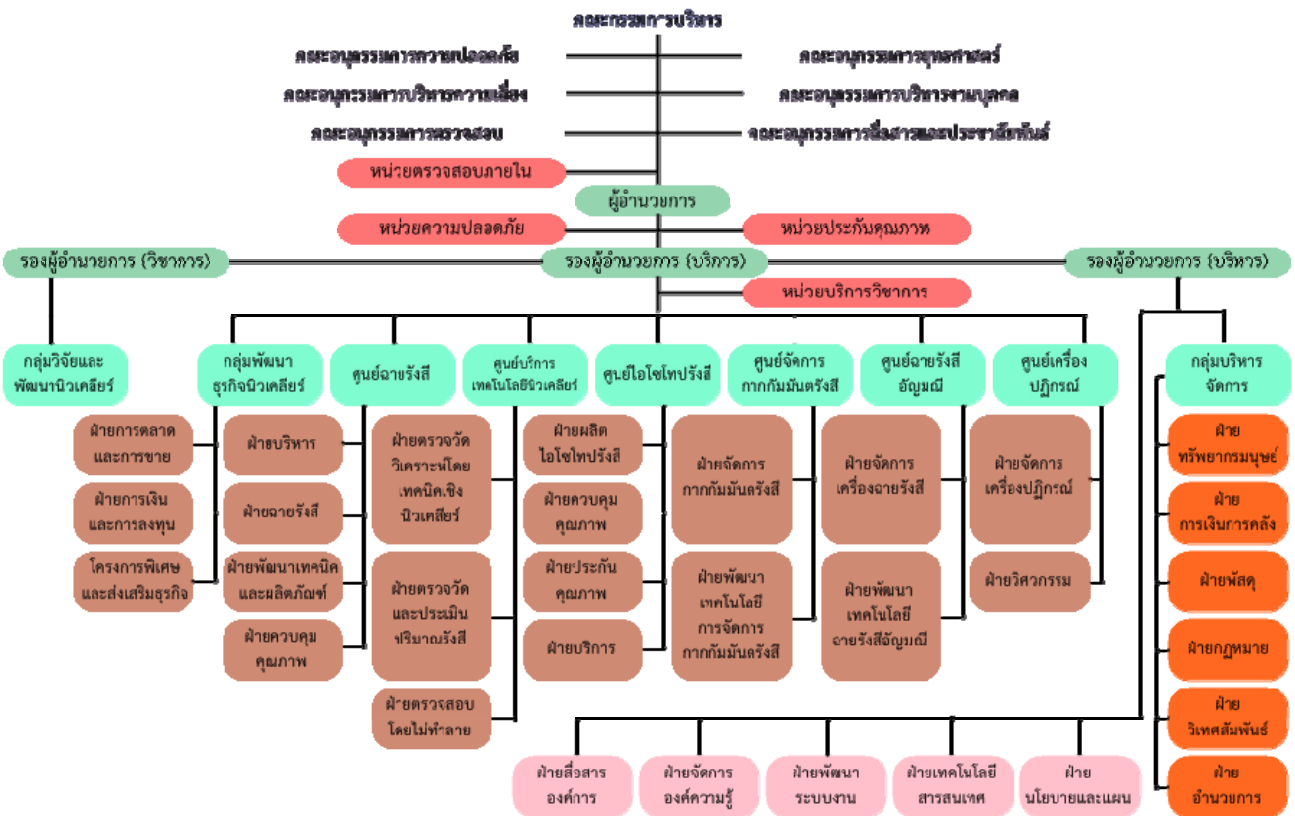 คณะกรรมการบริหาร
คณะอนุกรรมการความปลอดภัย
คณะอนุกรรมการยุทธศาสตร์
คณะอนุกรรมการบริหารความเสี่ยง
คณะอนุกรรมการบริหารงานบุคคล
คณะอนุกรรมการตรวจสอบ
คณะอนุกรรมการสื่อสารและประชาสัมพันธ์
หน่วยตรวจสอบภายใน
ผู้อำนวยการ
หน่วยความปลอดภัย
หน่วยประกันคุณภาพ
รองผู้อำนวยการ (วิชาการ)
รองผู้อำนวยการ (บริการ)
รองผู้อำนวยการ (บริหาร)
หน่วยบริการวิชาการ
กลุ่มวิจัยและ
พัฒนานิวเคลียร์
กลุ่มพัฒนา
ธุรกิจนิวเคลียร์
ศูนย์ฉายรังสี
ศูนย์บริการ
เทคโนโลยีนิวเคลียร์
ศูนย์ไอโซโทปรังสี
ศูนย์จัดการ
กากกัมมันตรังสี
ศูนย์ฉายรังสี
อัญมณี
ศูนย์เครื่อง
ปฏิกรณ์
กลุ่มบริหาร
จัดการ
ฝ่ายการตลาด
และการขาย
ฝ่ายการเงิน
และการลงทุน
โครงการพิเศษ
และส่งเสริมธุรกิจ
ฝ่ายบริหาร
ฝ่ายฉายรังสี
ฝ่ายพัฒนาเทคนิค
และผลิตภัณฑ์
ฝ่ายควบคุม
คุณภาพ
ฝ่ายตรวจวัด
วิเคราะห์โดย
เทคนิคเชิง
นิวเคลียร์
ฝ่ายตรวจวัด
และประเมิน
ปริมาณรังสี
ฝ่ายตรวจสอบ
โดยไม่ทำลาย
ฝ่ายผลิต
ไอโซโทปรังสี
ฝ่ายควบคุม
คุณภาพ
ฝ่ายประกัน
คุณภาพ
ฝ่ายบริการ
ฝ่ายจัดการ
กากกัมมันตรังสี
ฝ่ายพัฒนา
เทคโนโลยี
การจัดการ
กากกัมมันตรังสี
ฝ่ายจัดการ
เครื่องฉายรังสี
ฝ่ายพัฒนา
เทคโนโลยี
ฉายรังสีอัญมณี
ฝ่ายจัดการ
เครื่องปฏิกรณ์
ฝ่ายวิศวกรรม
ฝ่าย
ทรัพยากรมนุษย์
ฝ่าย
การเงินการคลัง
ฝ่ายพัสดุ
ฝ่ายกฎหมาย
ฝ่าย
วิเทศสัมพันธ์
ฝ่าย
อำนวยการ
ฝ่ายสื่อสาร
องค์การ
ฝ่ายจัดการ
องค์ความรู้
ฝ่ายพัฒนา
ระบบงาน
ฝ่ายเทคโนโลยี
สารสนเทศ
ฝ่าย
นโยบายและแผน